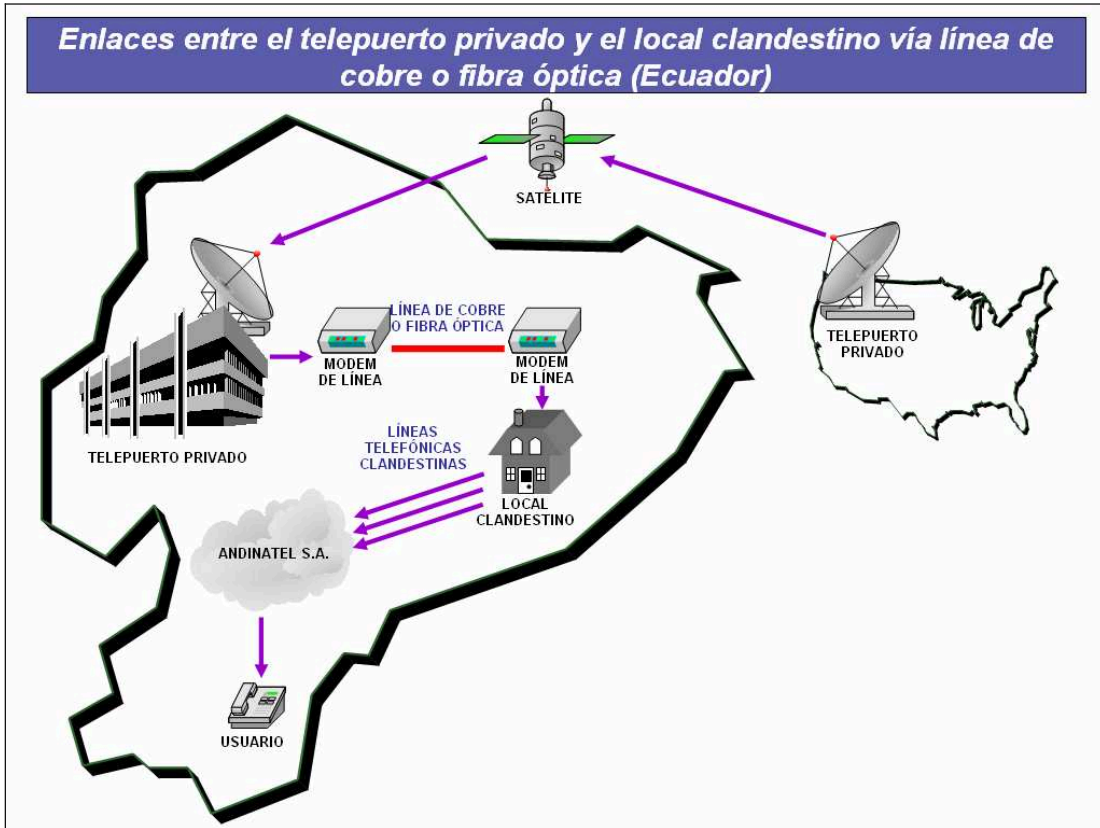 Enlaces entre el telepuerto privado y el local clandestino vía línea de
cobre o fibra óptica (Ecuador)
SATÉLITE
TELEPUERTO
PRIVADO
LÍNEA DE COBRE
O FIBRA ÓPTICA
MODEM
DE LÍNEA
MODEM
DE LÍNEA
TELEPUERTO PRIVADO
LÍNEAS
TELEFÓNICAS
CLANDESTINAS
LOCAL
CLANDESTINO
ANDINATEL S.A.
USUARIO